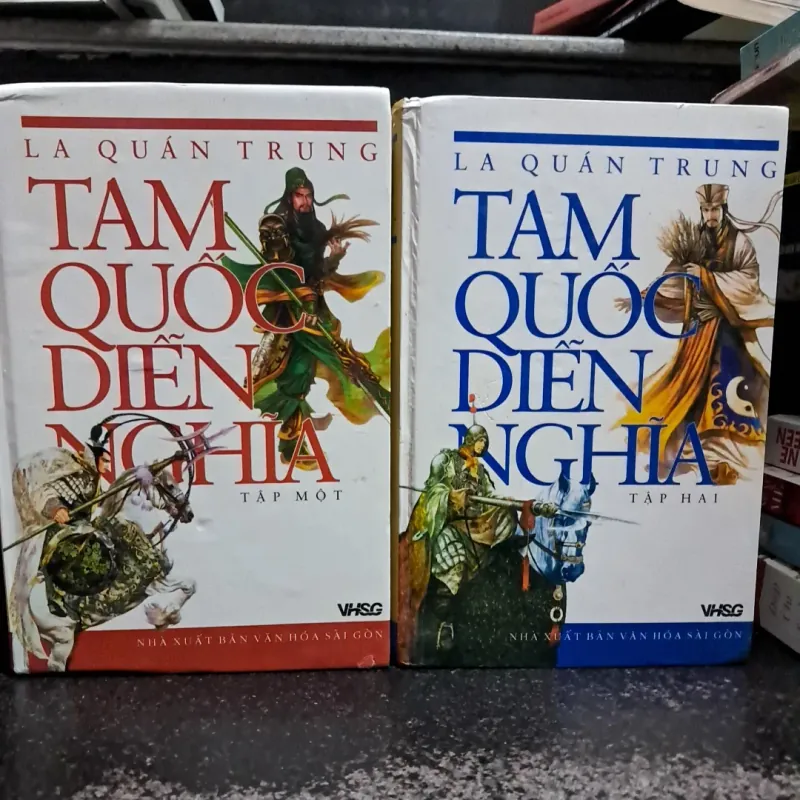 LA QUÁN TRUNG
TAM
QUỐC
DIỄN
NGHĨA
TẬP MỘT
VHSG
NHÀ XUẤT BẢN VĂN HÓA SÀI GÒN
LA QUÁN TRUNG
TAM
QUỐC
DIỄN
NGHĨA
TẬP HAI
VHSG
NHÀ XUẤT BẢN VĂN HÓA SÀI GÒN